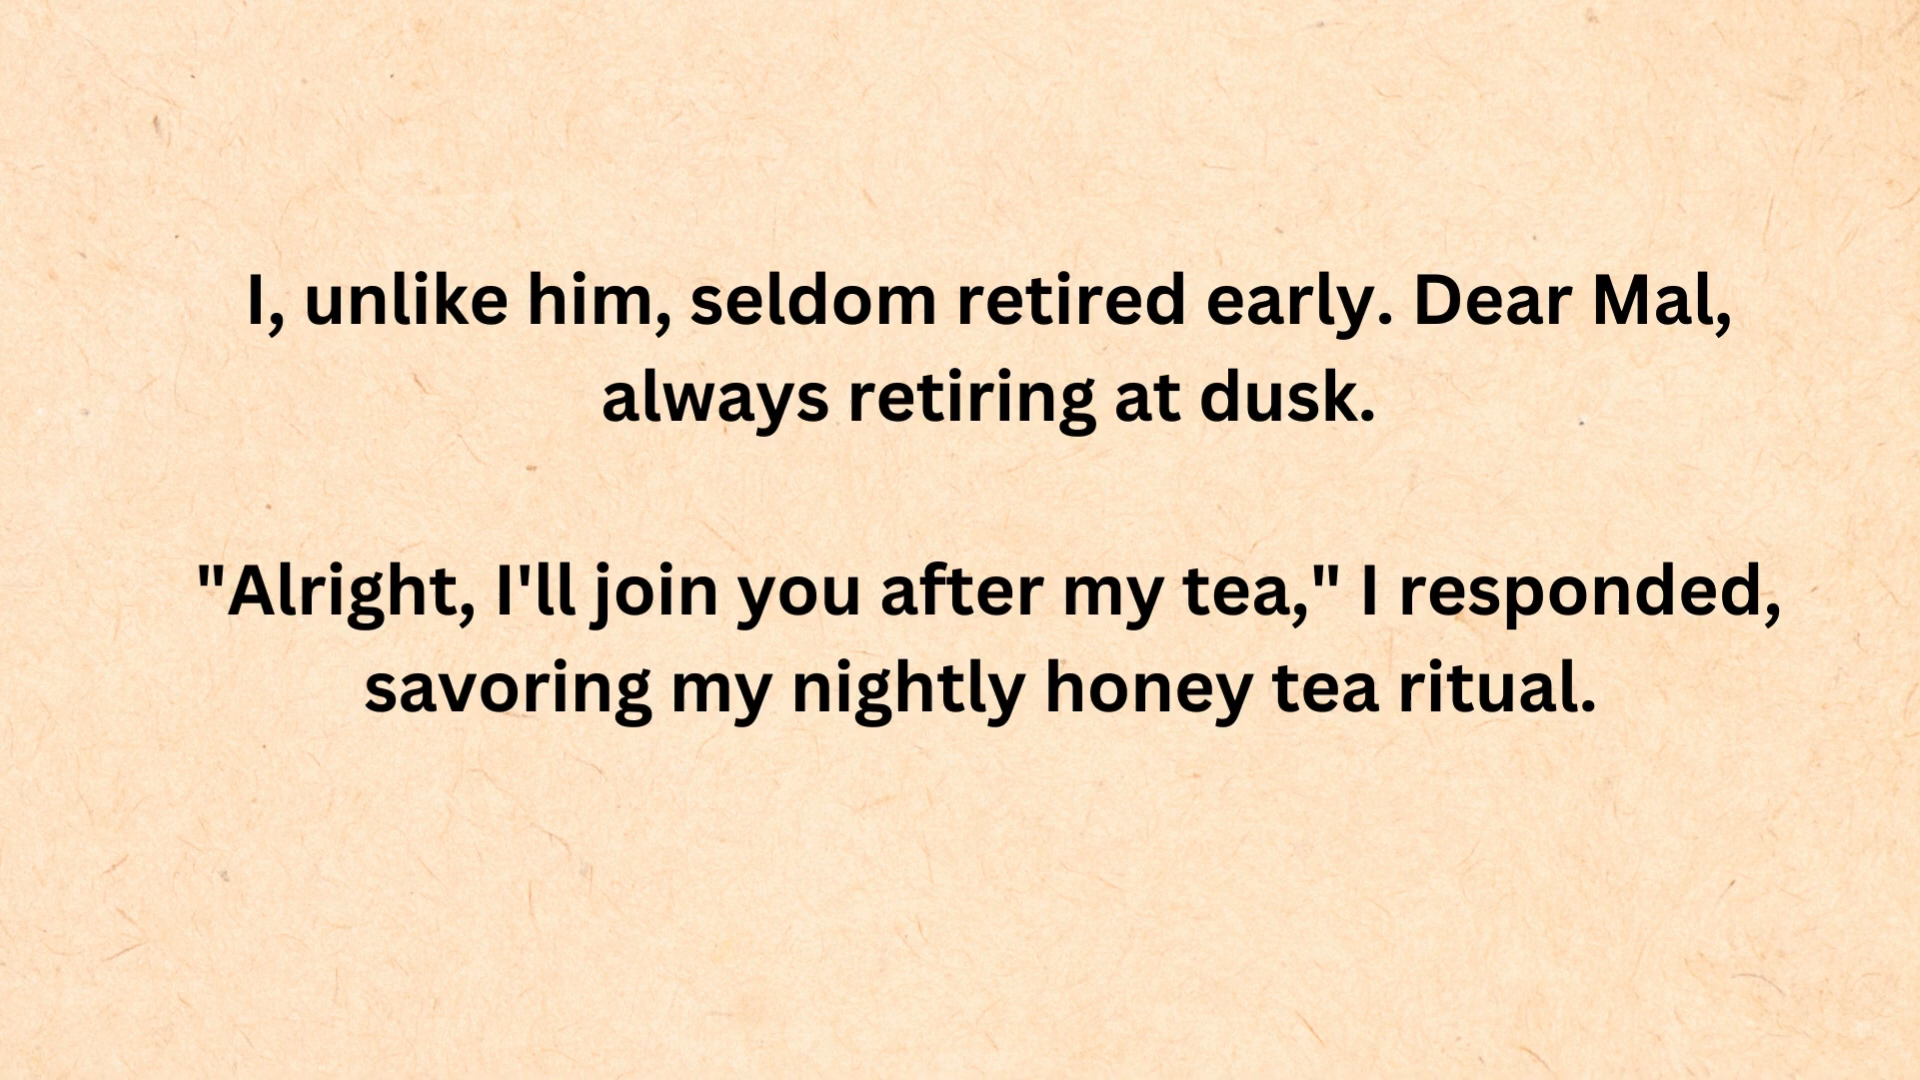 I, unlike him, seldom retired early. Dear Mal,
always retiring at dusk.
"Alright, I'll join you after my tea," I responded,
savoring my nightly honey tea ritual.